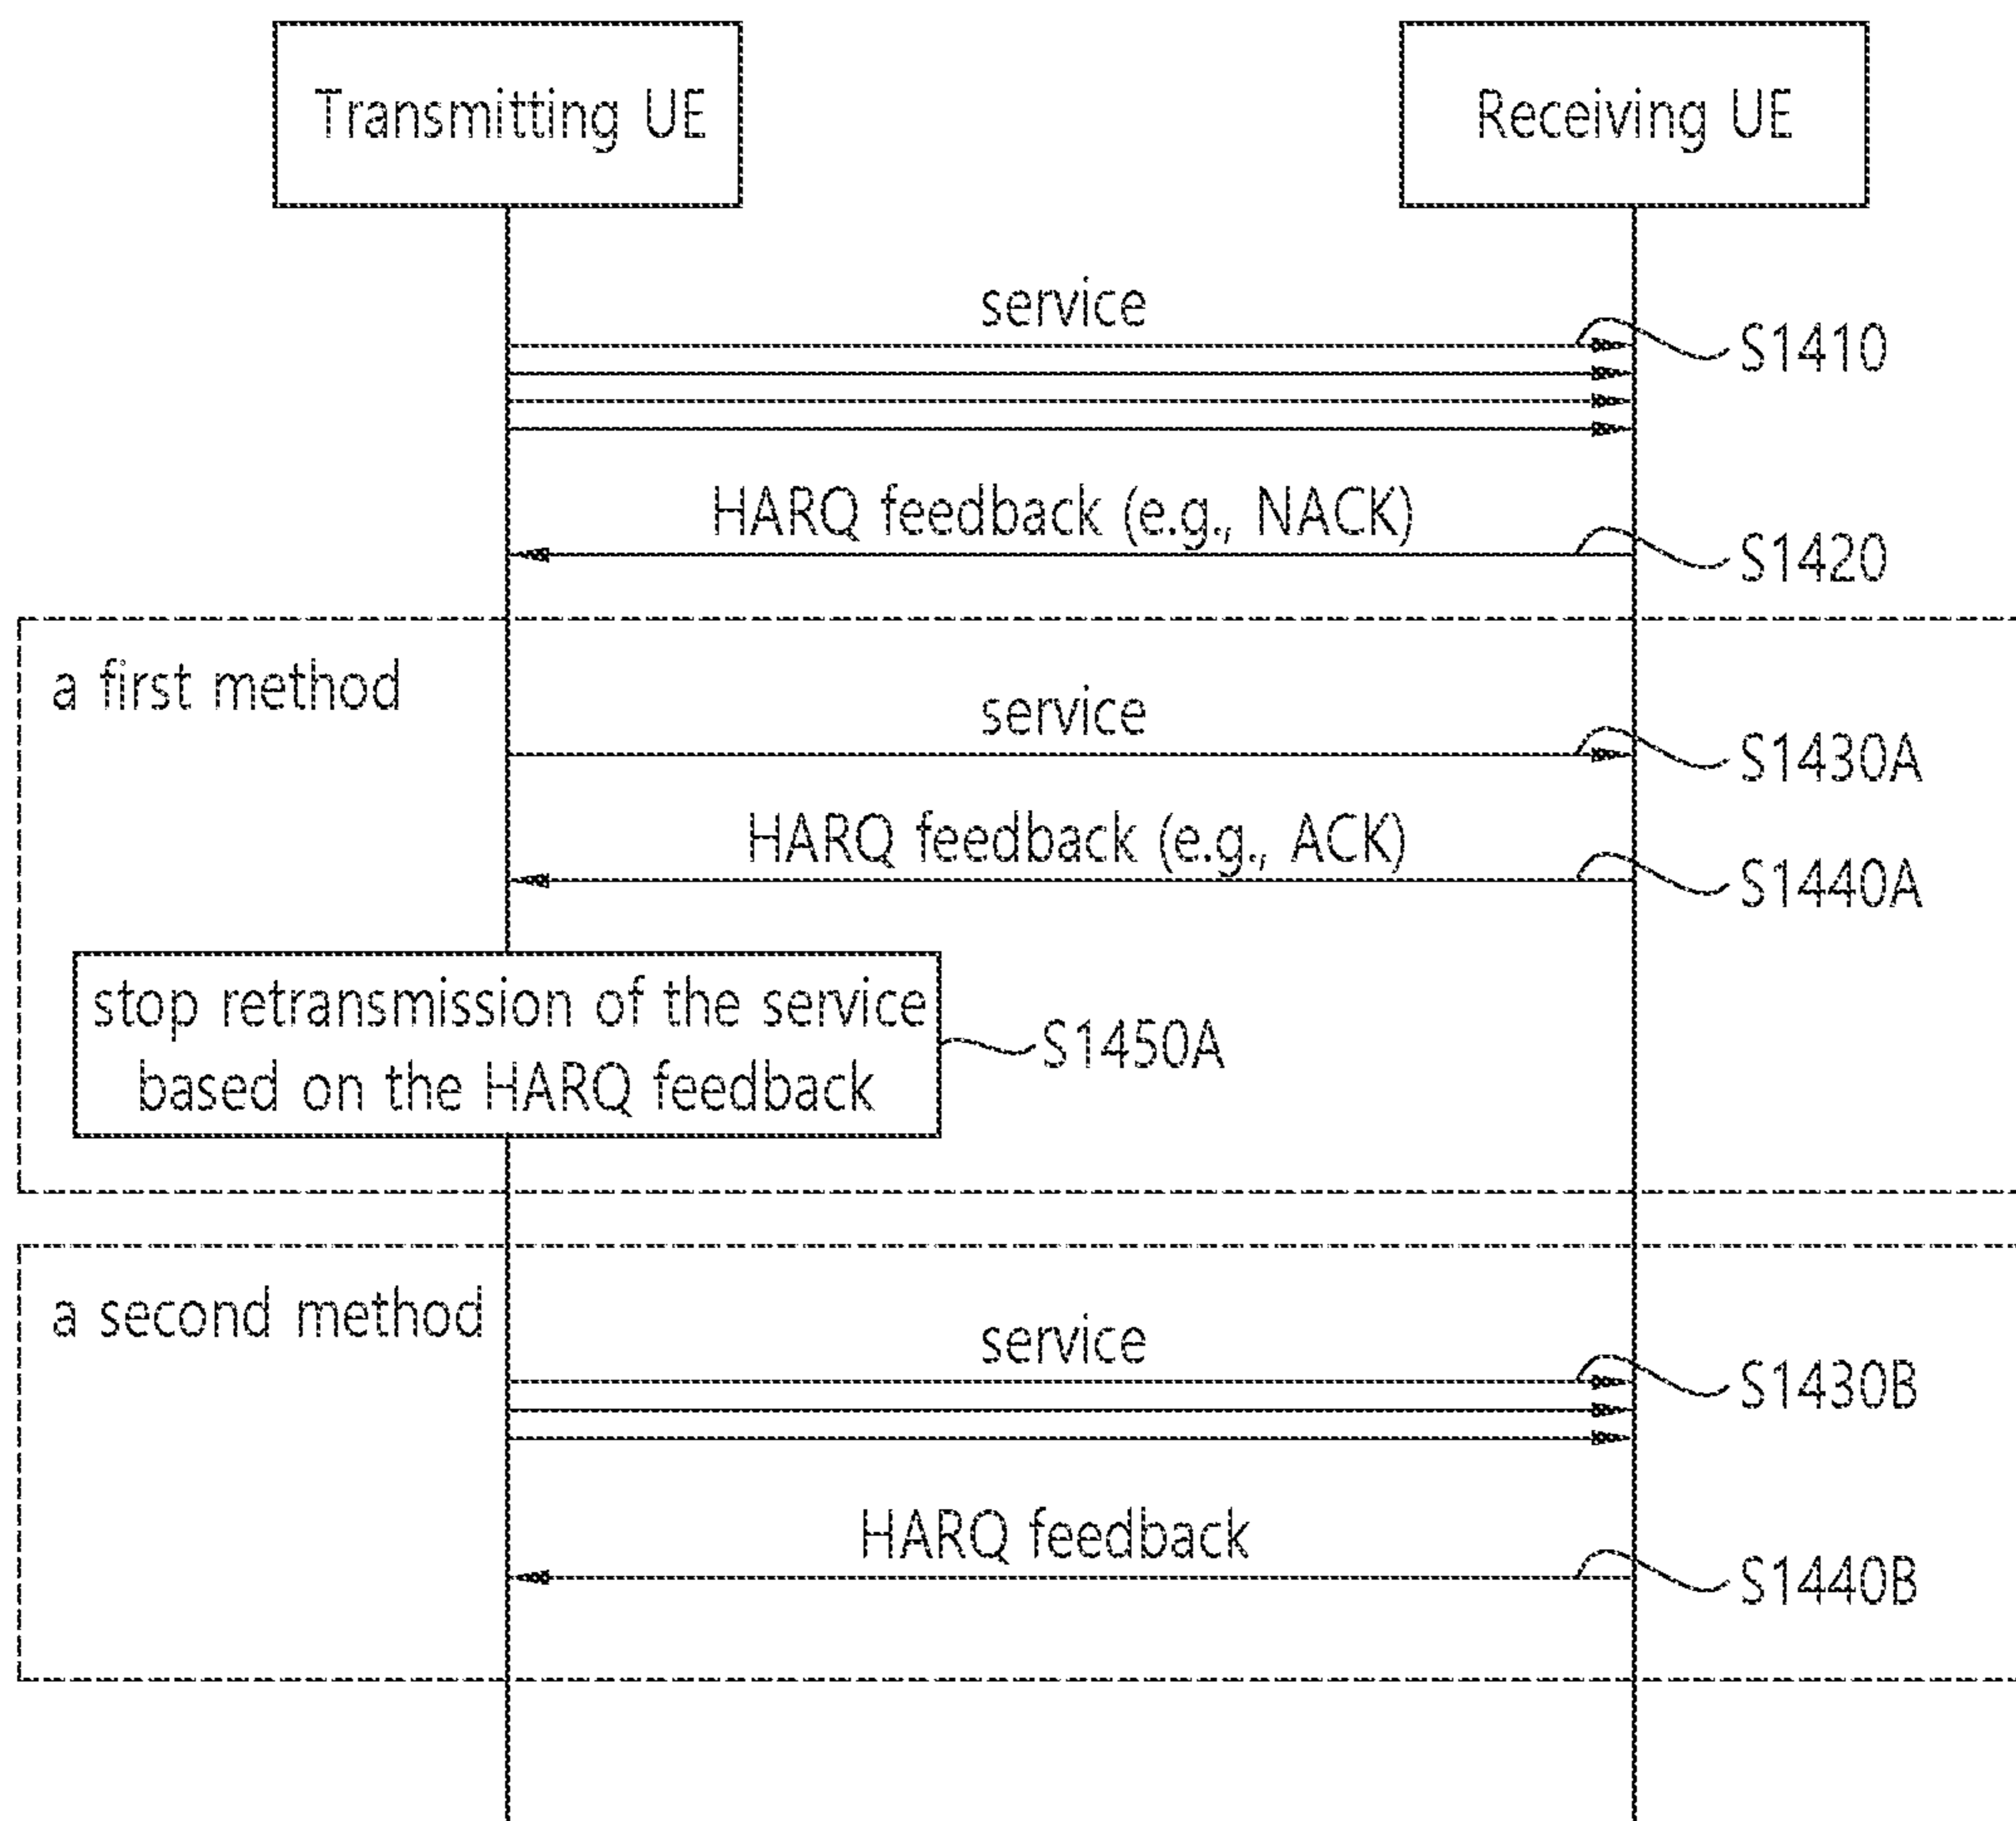 Transmitting UE
Receiving UE
service
S1410
HARQ feedback (e.g., NACK)
S1420
a first method
service
S1430A
HARQ feedback (e.g., ACK)
S1440A
stop retransmission of the service
based on the HARQ feedback
S1450A
a second method
service
S1430B
HARQ feedback
S1440B